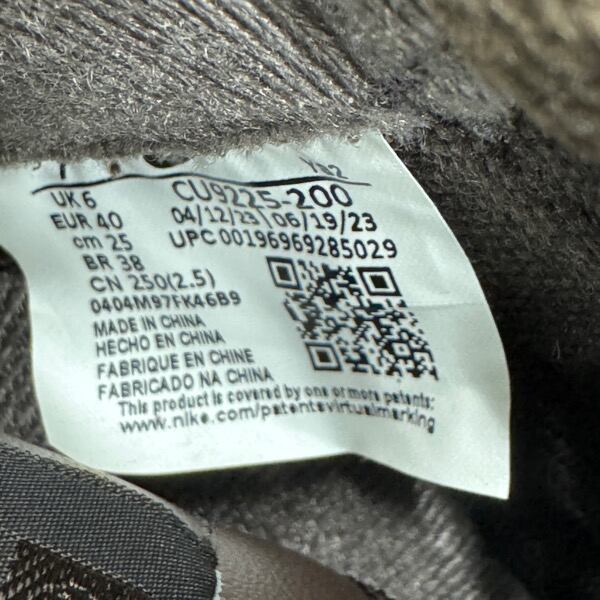 UK 6
CU9225-200
EUR 40
04/12/23\06/19/23
cm 25
UPC 00196969285029
BR 38
CN 250(2.5)
0404M97FK46B9
MADE IN CHINA
HECHO EN CHINA
FABRIQUE EN CHINE
FABRICADO NA CHINA
This product is covered by one or more patents:
www.nike.com/patentsvirtualmarking